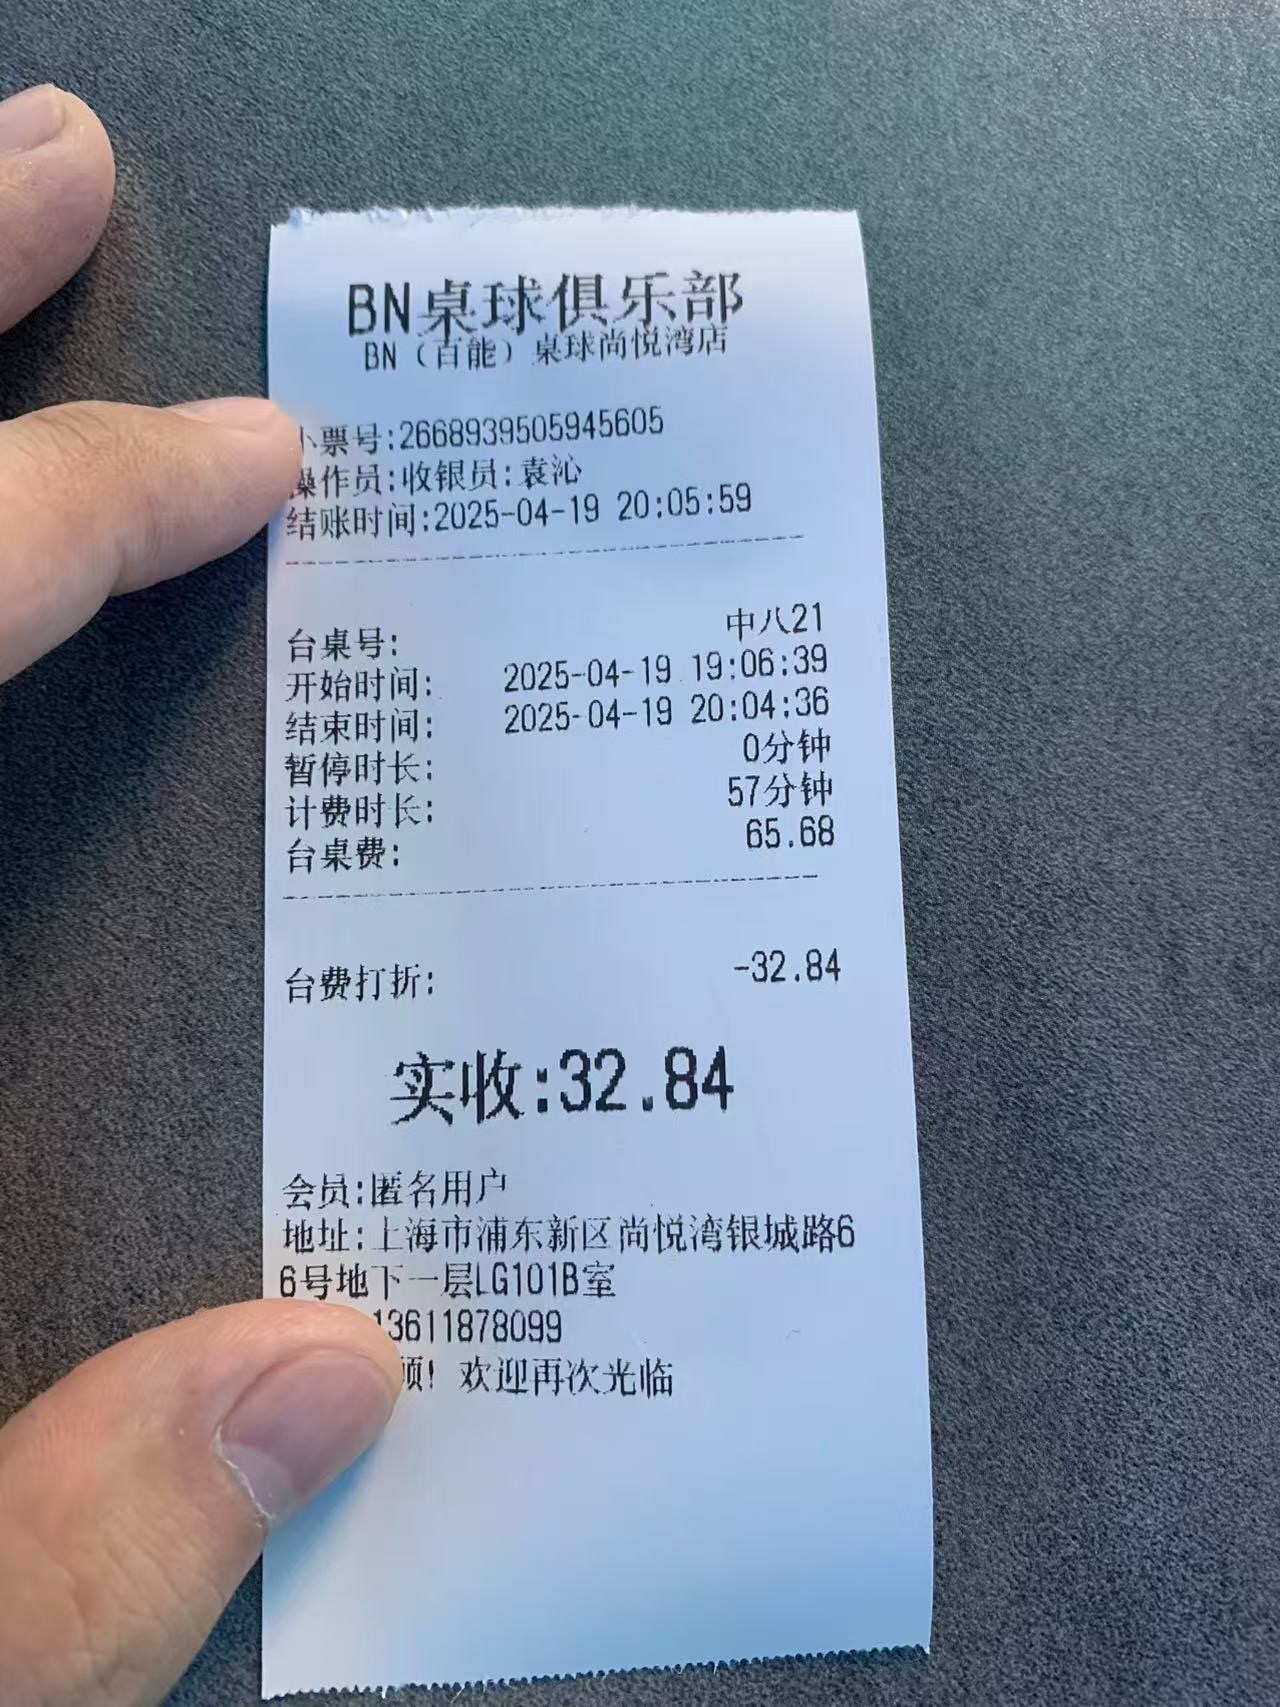 BN桌球俱乐部
BN（百能）桌球尚悦湾店
小票号:2668939505945605
操作员:收银员:袁沁
结账时间:2025-04-19 20:05:59
台桌号: 中八21
开始时间: 2025-04-19 19:06:39
结束时间: 2025-04-19 20:04:36
暂停时长: 0分钟
计费时长: 57分钟
台桌费: 65.68
台费打折: -32.84
实收:32.84
会员:匿名用户
地址:上海市浦东新区尚悦湾银城路6
6号地下一层LG101B室
13611878099
顾! 欢迎再次光临